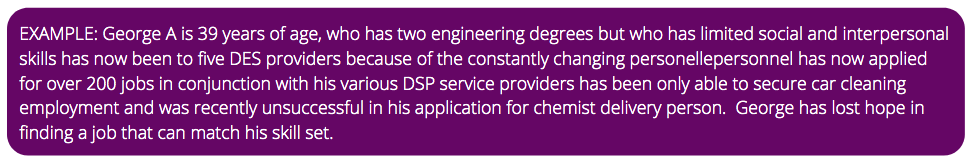 EXAMPLE: George A is 39 years of age, who has two engineering degrees but who has limited social and interpersonal
skills has now been to five DES providers because of the constantly changing personellepersonnel has now applied
for over 200 jobs in conjunction with his various DSP service providers has been only able to secure car cleaning
employment and was recently unsuccessful in his application for chemist delivery person.  George has lost hope in
finding a job that can match his skill set.